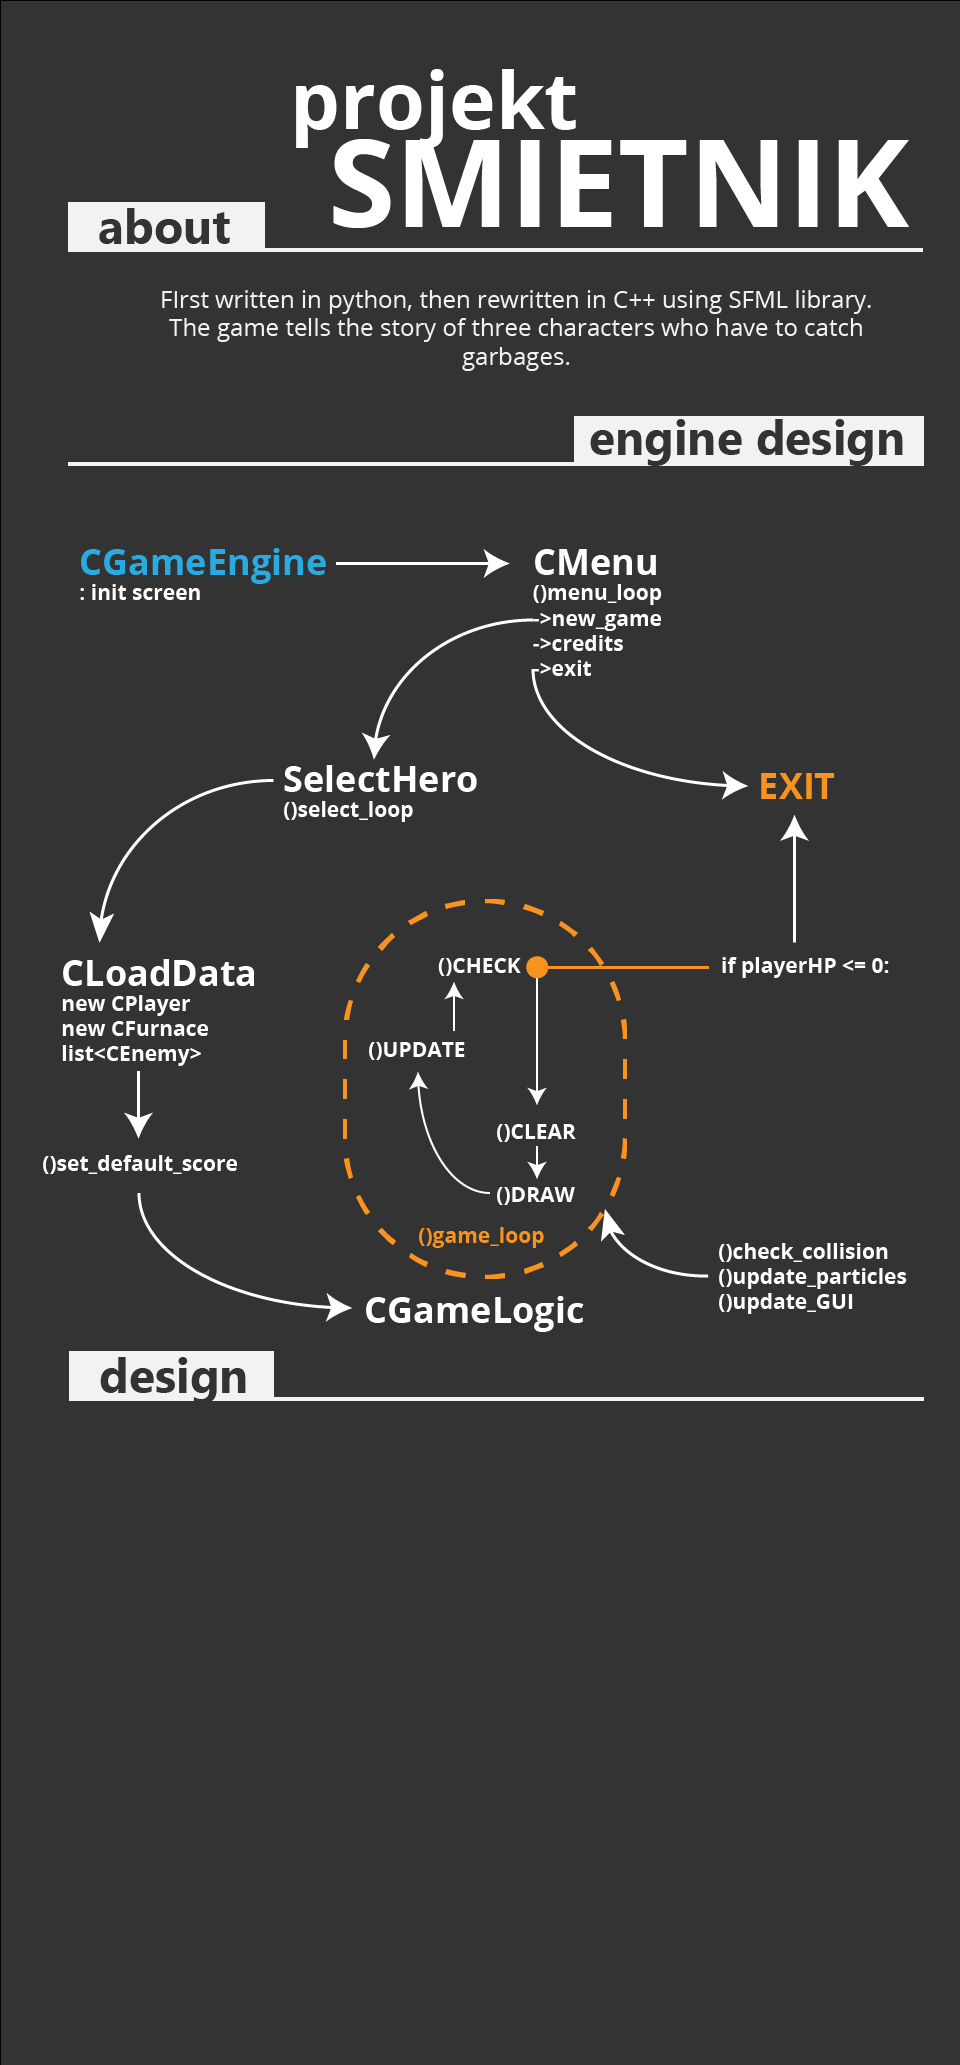 projekt
SMIETNIK
about
FIrst written in python, then rewritten in C++ using SFML library.
The game tells the story of three characters who have to catch
garbages.
engine design
CGameEngine
: init screen
CMenu
()menu_loop
->new_game
->credits
->exit
SelectHero
()select_loop
EXIT
CLoadData
new CPlayer
new CFurnace
list<CEnemy>
()set_default_score
()CHECK
if playerHP <= 0:
()UPDATE
()CLEAR
()DRAW
()game_loop
()check_collision
()update_particles
()update_GUI
CGameLogic
design